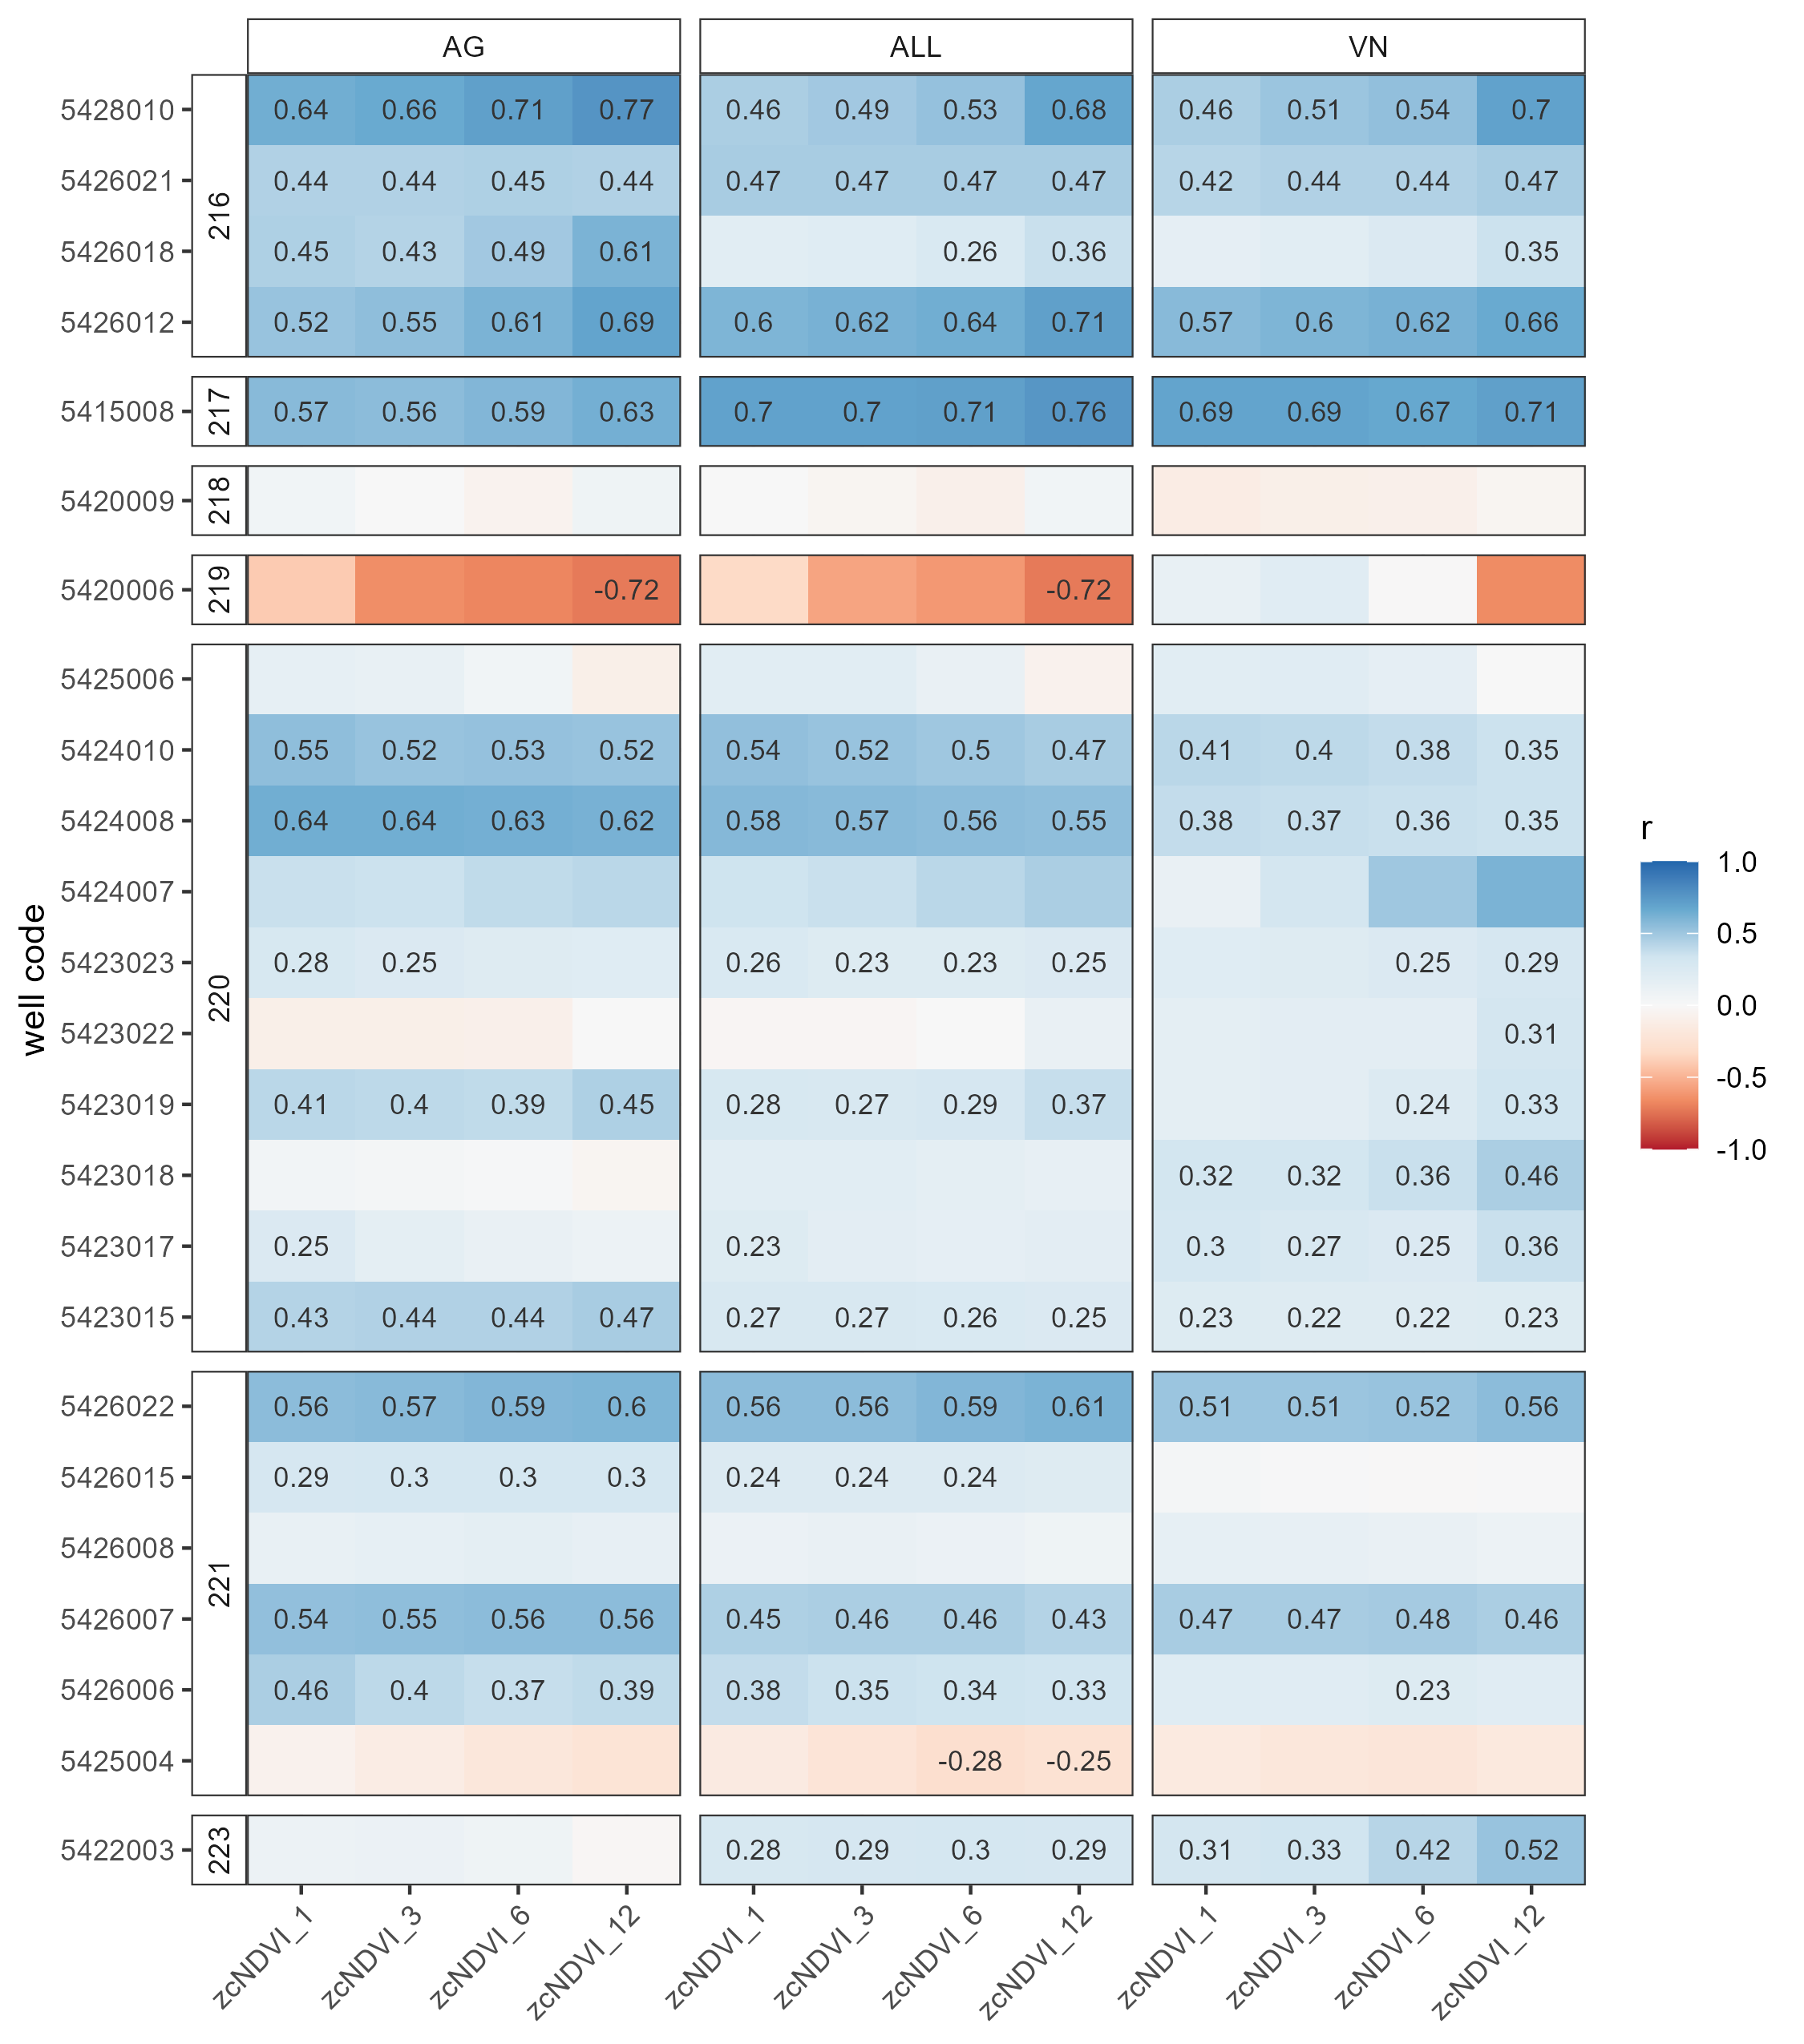 AG ALL VN
216
5428010 0.64 0.66 0.71 0.77 0.46 0.49 0.53 0.68 0.46 0.51 0.54 0.7
5426021 0.44 0.44 0.45 0.44 0.47 0.47 0.47 0.47 0.42 0.44 0.44 0.47
5426018 0.45 0.43 0.49 0.61 0.26 0.36 0.35
5426012 0.52 0.55 0.61 0.69 0.6 0.62 0.64 0.71 0.57 0.6 0.62 0.66
217
5415008 0.57 0.56 0.59 0.63 0.7 0.7 0.71 0.76 0.69 0.69 0.67 0.71
218
5420009
219
5420006 -0.72 -0.72
220
5425006
5424010 0.55 0.52 0.53 0.52 0.54 0.52 0.5 0.47 0.41 0.4 0.38 0.35
5424008 0.64 0.64 0.63 0.62 0.58 0.57 0.56 0.55 0.38 0.37 0.36 0.35
5424007
5423023 0.28 0.25 0.26 0.23 0.23 0.25 0.25 0.29
5423022 0.31
5423019 0.41 0.4 0.39 0.45 0.28 0.27 0.29 0.37 0.24 0.33
5423018 0.32 0.32 0.36 0.46
5423017 0.25 0.23 0.3 0.27 0.25 0.36
5423015 0.43 0.44 0.44 0.47 0.27 0.27 0.26 0.25 0.23 0.22 0.22 0.23
221
5426022 0.56 0.57 0.59 0.6 0.56 0.56 0.59 0.61 0.51 0.51 0.52 0.56
5426015 0.29 0.3 0.3 0.3 0.24 0.24 0.24
5426008
5426007 0.54 0.55 0.56 0.56 0.45 0.46 0.46 0.43 0.47 0.47 0.48 0.46
5426006 0.46 0.4 0.37 0.39 0.38 0.35 0.34 0.33 0.23
5425004 -0.28 -0.25
223
5422003 0.28 0.29 0.3 0.29 0.31 0.33 0.42 0.52
zcNDVI_1 zcNDVI_3 zcNDVI_6 zcNDVI_12 zcNDVI_1 zcNDVI_3 zcNDVI_6 zcNDVI_12 zcNDVI_1 zcNDVI_3 zcNDVI_6 zcNDVI_12
well code
r
1.0
0.5
0.0
-0.5
-1.0